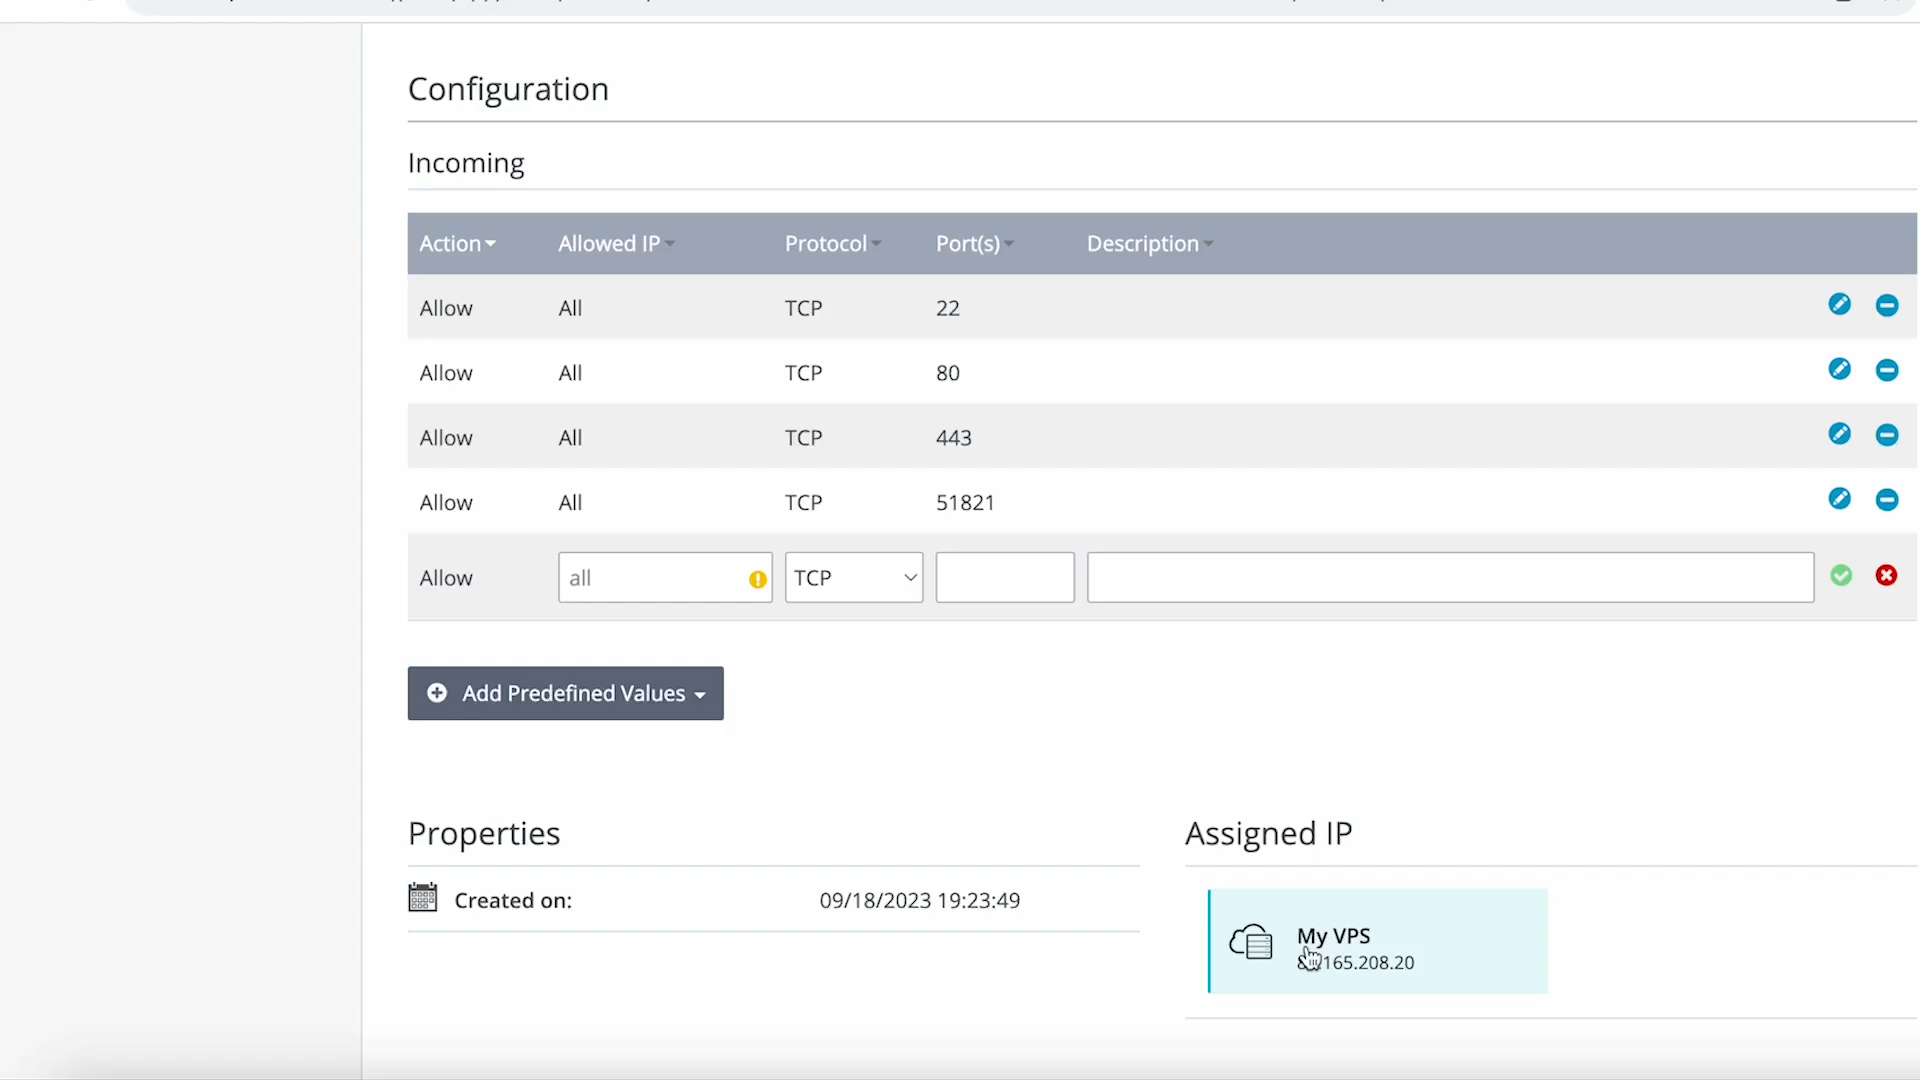 Configuration
Incoming
Action Allowed IP Protocol Port(s) Description
Allow All TCP 22
Allow All TCP 80
Allow All TCP 443
Allow All TCP 51821
Allow all TCP
Add Predefined Values
Properties
Created on: 09/18/2023 19:23:49
Assigned IP
My VPS
165.208.20